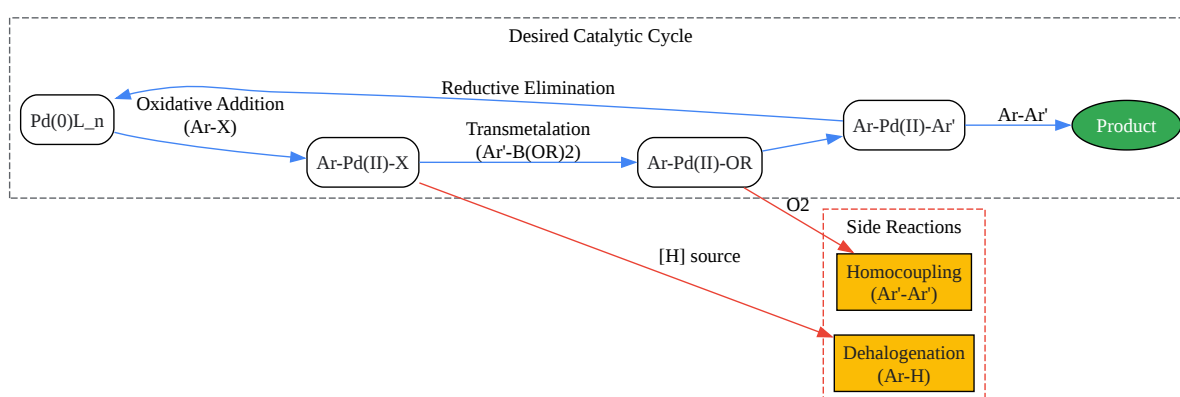 Desired Catalytic Cycle
Reductive Elimination
Oxidative Addition
(Ar-X)
Pd(0)L_n
Transmetalation
(Ar'-B(OR)2)
Ar-Pd(II)-X
Ar-Pd(II)-OR
Ar-Pd(II)-Ar'
Ar-Ar'
Product
O2
[H] source
Side Reactions
Homocoupling
(Ar'-Ar')
Dehalogenation
(Ar-H)